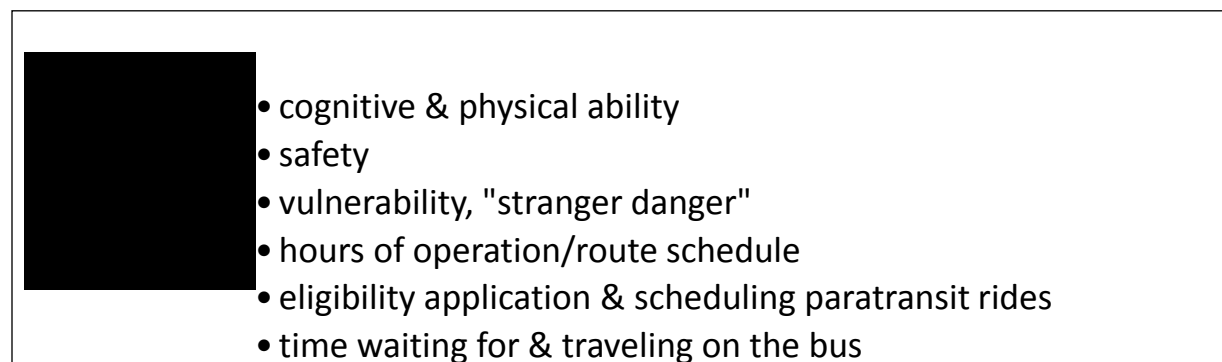 • cognitive & physical ability
• safety
• vulnerability, "stranger danger"
• hours of operation/route schedule
• eligibility application & scheduling paratransit rides
• time waiting for & traveling on the bus